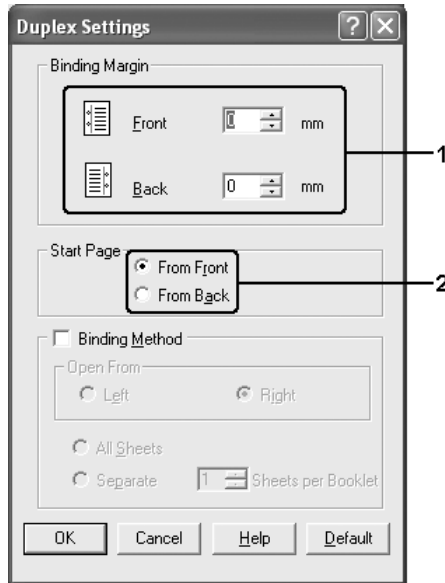 Duplex Settings
Binding Margin
Front 0 mm 1
Back 0 mm
Start Page
From Front
From Back 2
Binding Method
Open From
Left Right
All Sheets
Separate 1 Sheets per Booklet
OK Cancel Help Default